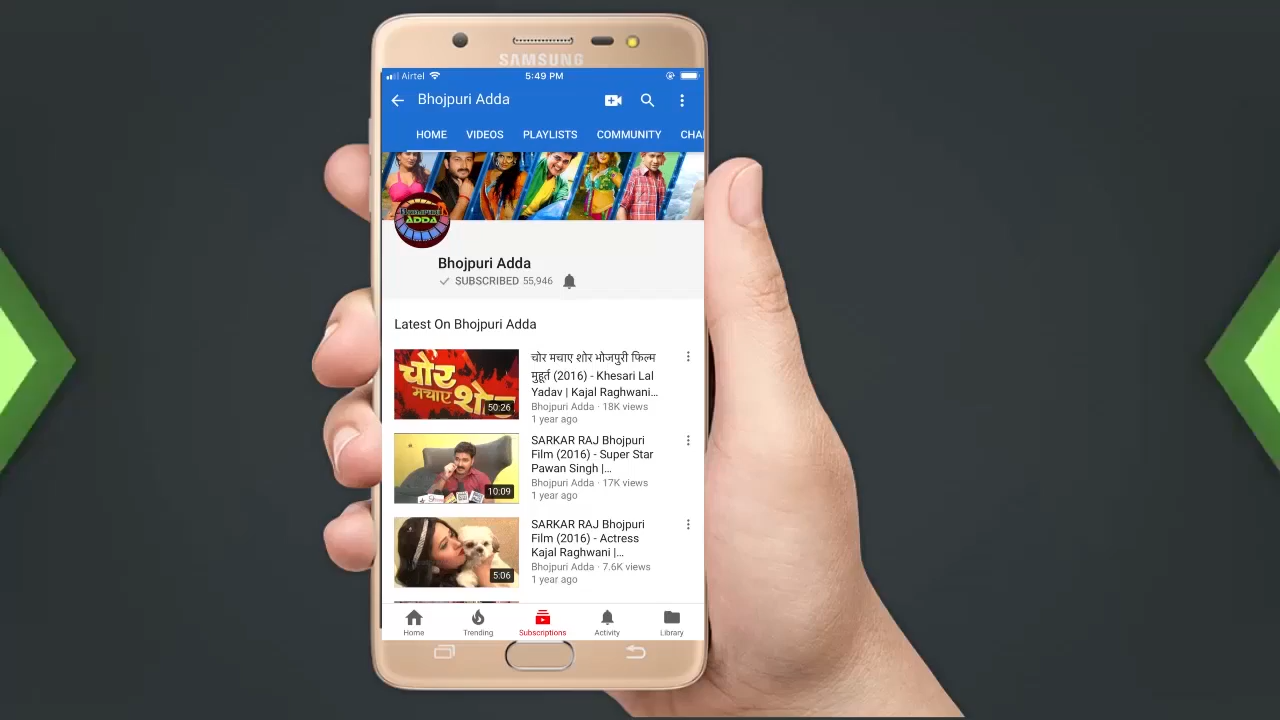 SAMSUNG
Airtel 5:49 PM
Bhojpuri Adda
HOME VIDEOS PLAYLISTS COMMUNITY CHA
ADDA
Bhojpuri Adda
SUBSCRIBED 55,946
Latest On Bhojpuri Adda
चोर मचाए शोर
50:26
चोर मचाए शोर भोजपुरी फिल्म
मुहूर्त (2016) - Khesari Lal
Yadav | Kajal Raghwani...
Bhojpuri Adda · 18K views
1 year ago
10:09
SARKAR RAJ Bhojpuri
Film (2016) - Super Star
Pawan Singh |...
Bhojpuri Adda · 17K views
1 year ago
5:06
SARKAR RAJ Bhojpuri
Film (2016) - Actress
Kajal Raghwani |...
Bhojpuri Adda · 7.6K views
1 year ago
Home Trending Subscriptions Activity Library